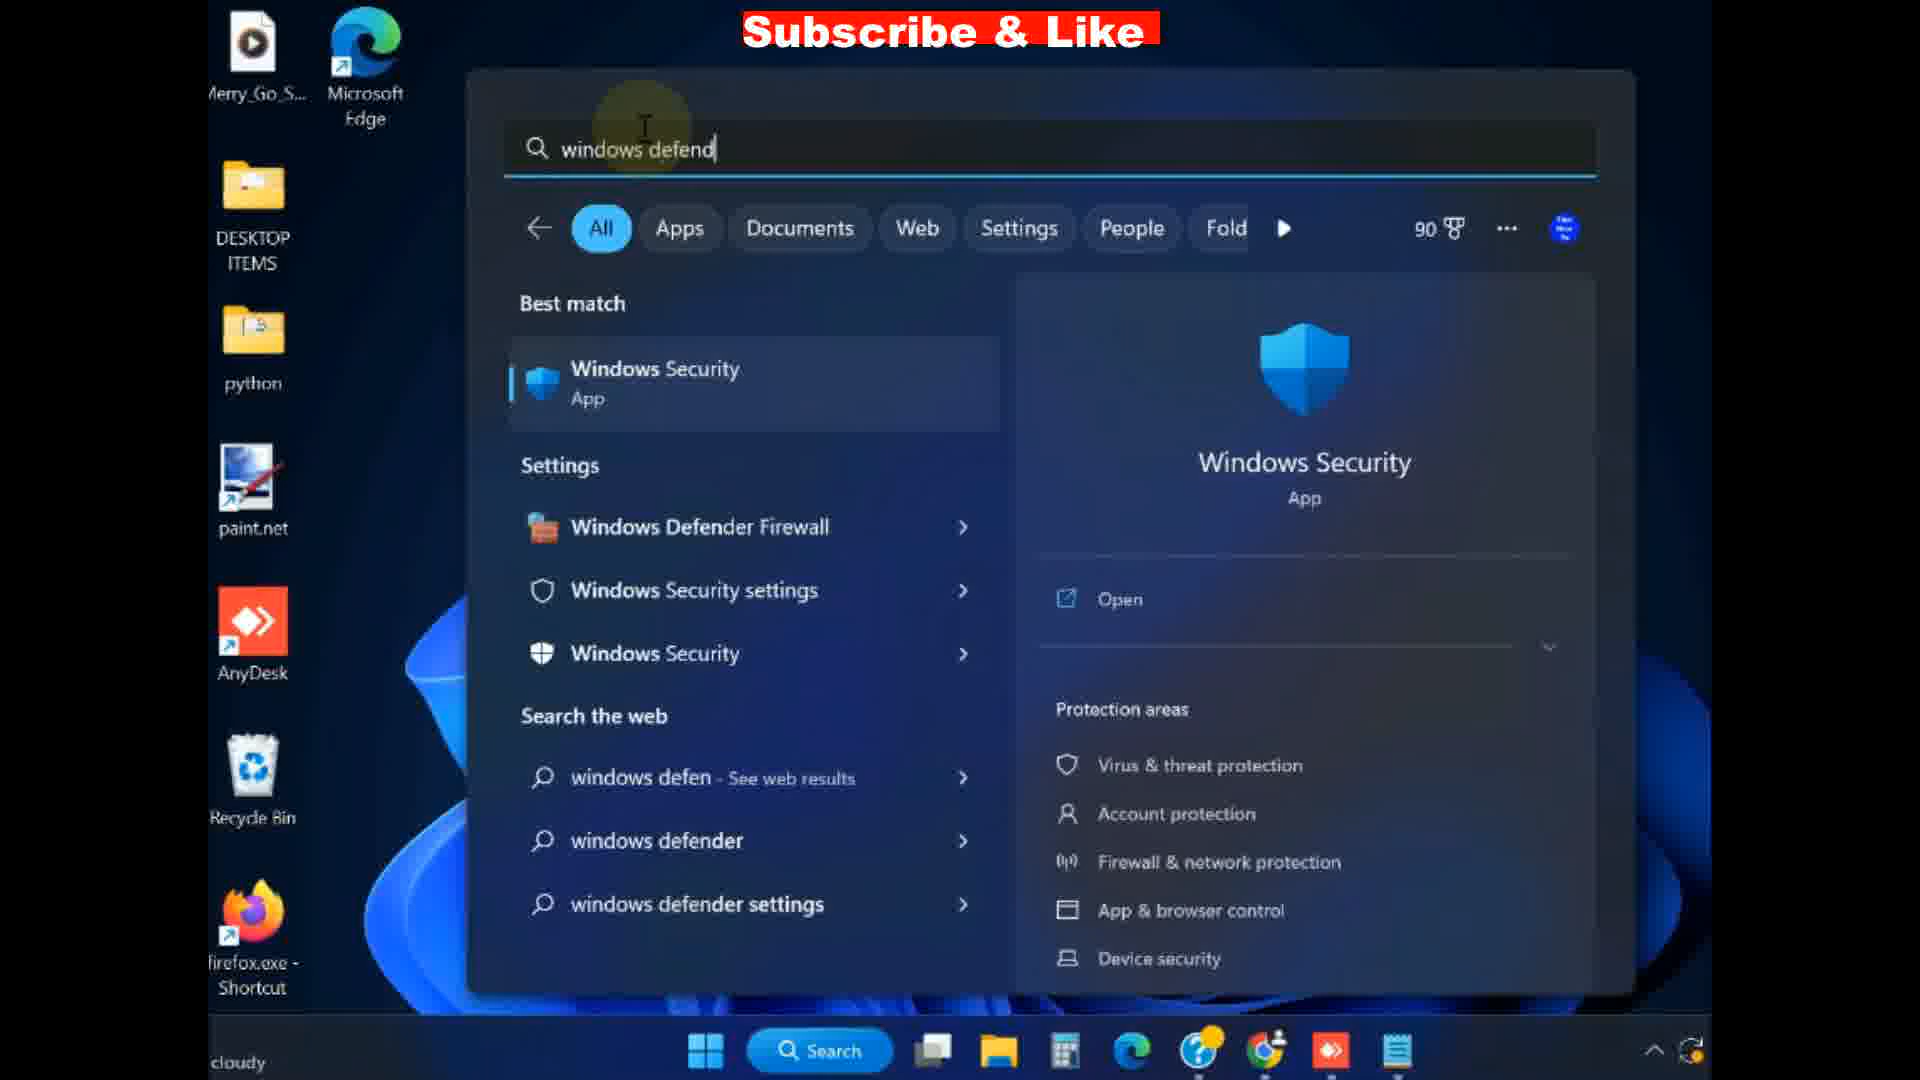 Subscribe & Like
Merry_Go_S...
Microsoft
Edge
DESKTOP
ITEMS
python
paint.net
AnyDesk
Recycle Bin
firefox.exe -
Shortcut
windows defend
All
Apps
Documents
Web
Settings
People
Fold
90
Best match
Windows Security
App
Settings
Windows Defender Firewall
Windows Security settings
Windows Security
Search the web
windows defen - See web results
windows defender
windows defender settings
Windows Security
App
Open
Protection areas
Virus & threat protection
Account protection
Firewall & network protection
App & browser control
Device security
cloudy
Search